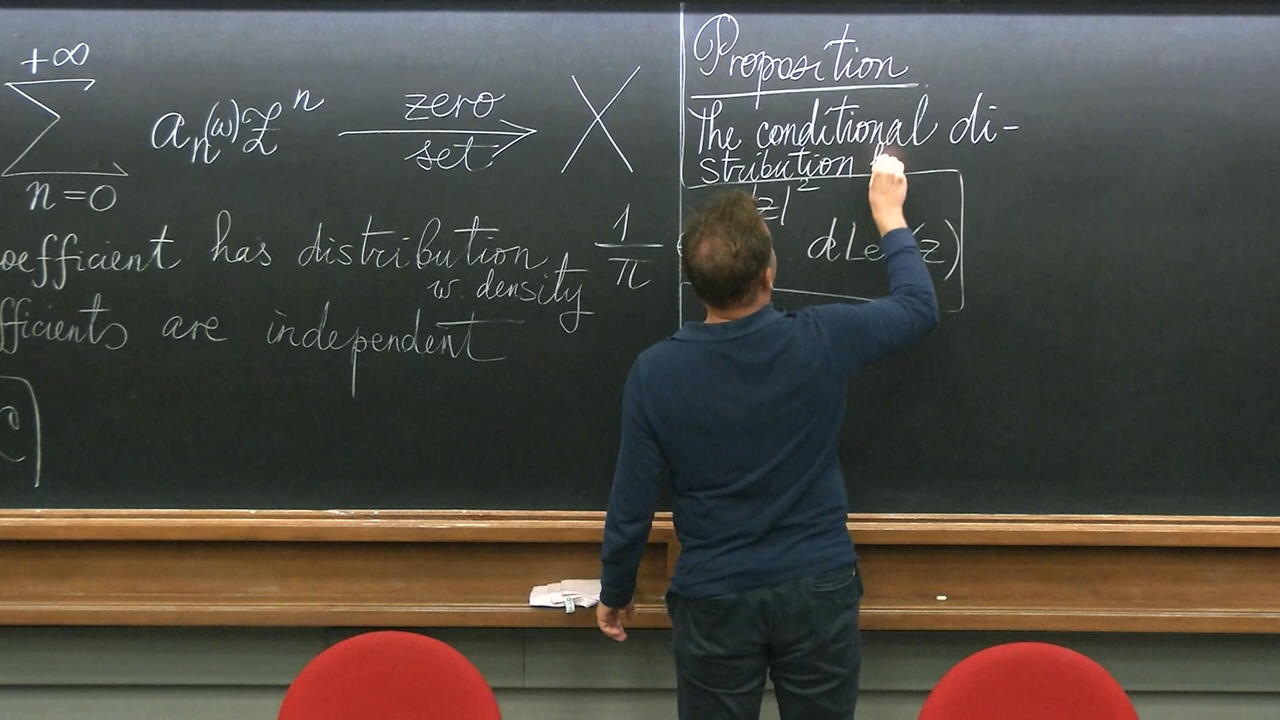 +∞
∑ aₙ(ω) zⁿ zero set → X
n=0
oefficient has distribution 1/π
w. density
fficients are independent
Proposition
The conditional di-
stribution
|z|²
dLe (z)